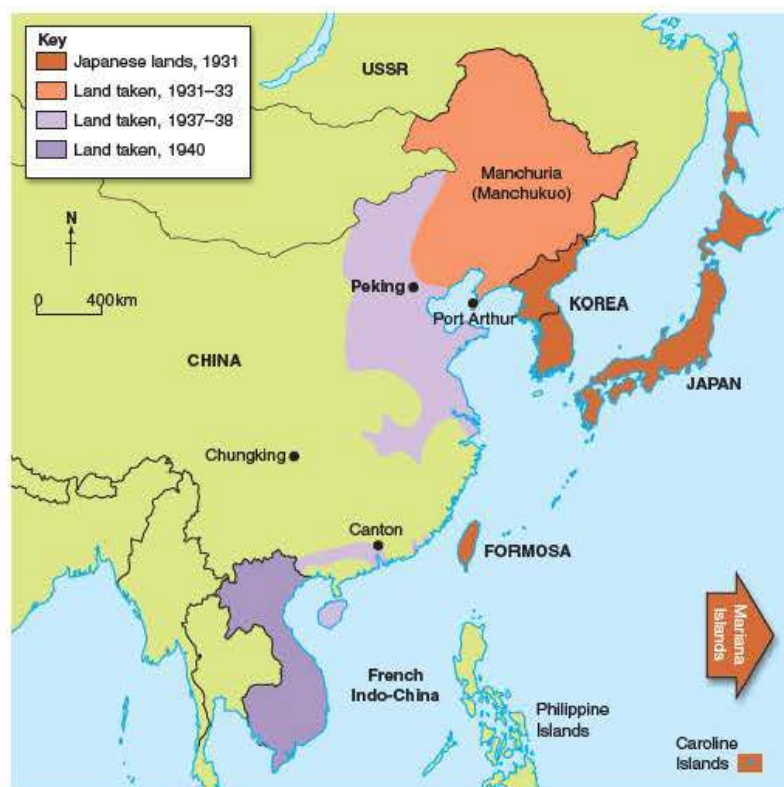 Key
Japanese lands, 1931
Land taken, 1931–33
Land taken, 1937–38
Land taken, 1940
USSR
Manchuria
(Manchukuo)
N
0 400km
Peking
Port Arthur
KOREA
CHINA
JAPAN
Chungking
Canton
FORMOSA
Mariana
Islands
French
Indo-China
Philippine
Islands
Caroline
Islands